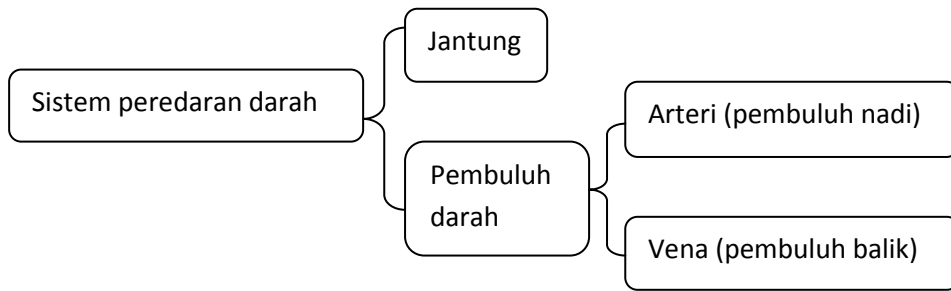 Jantung
Sistem peredaran darah
Arteri (pembuluh nadi)
Pembuluh
darah
Vena (pembuluh balik)